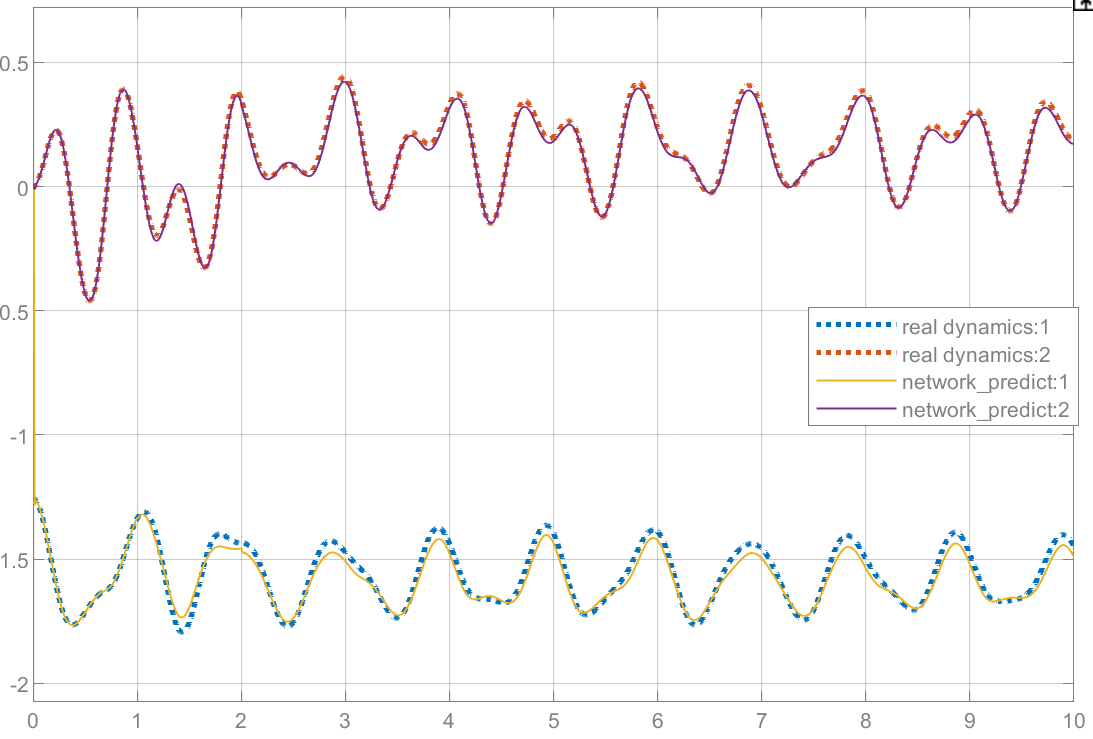 0.5
0
0.5
-1
1.5
-2
0 1 2 3 4 5 6 7 8 9 10
real dynamics:1
real dynamics:2
network_predict:1
network_predict:2